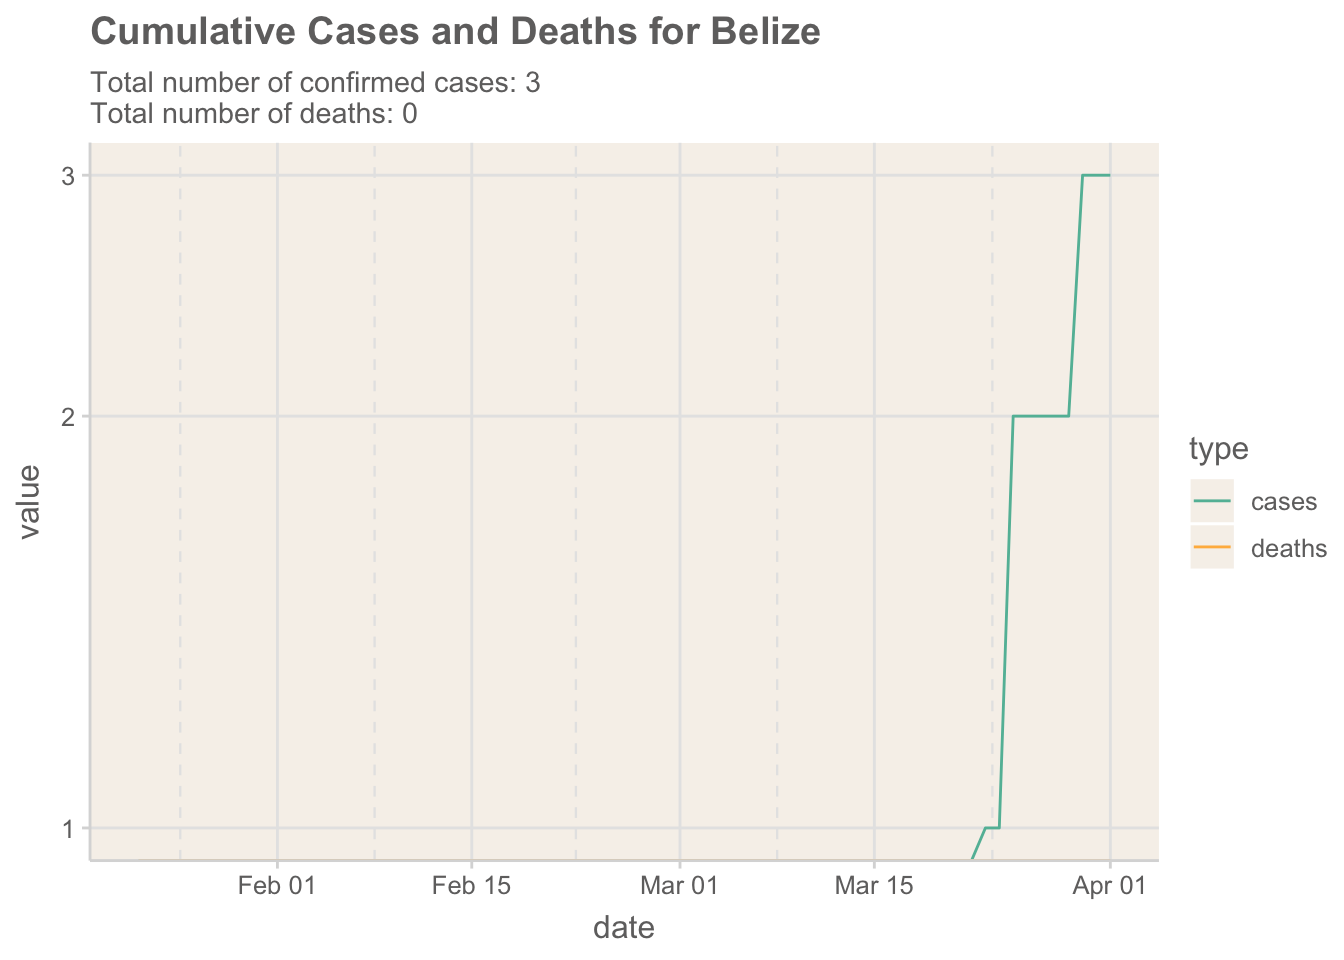 Cumulative Cases and Deaths for Belize
Total number of confirmed cases: 3
Total number of deaths: 0
3
2
1
value
Feb 01
Feb 15
Mar 01
Mar 15
Apr 01
date
type
cases
deaths